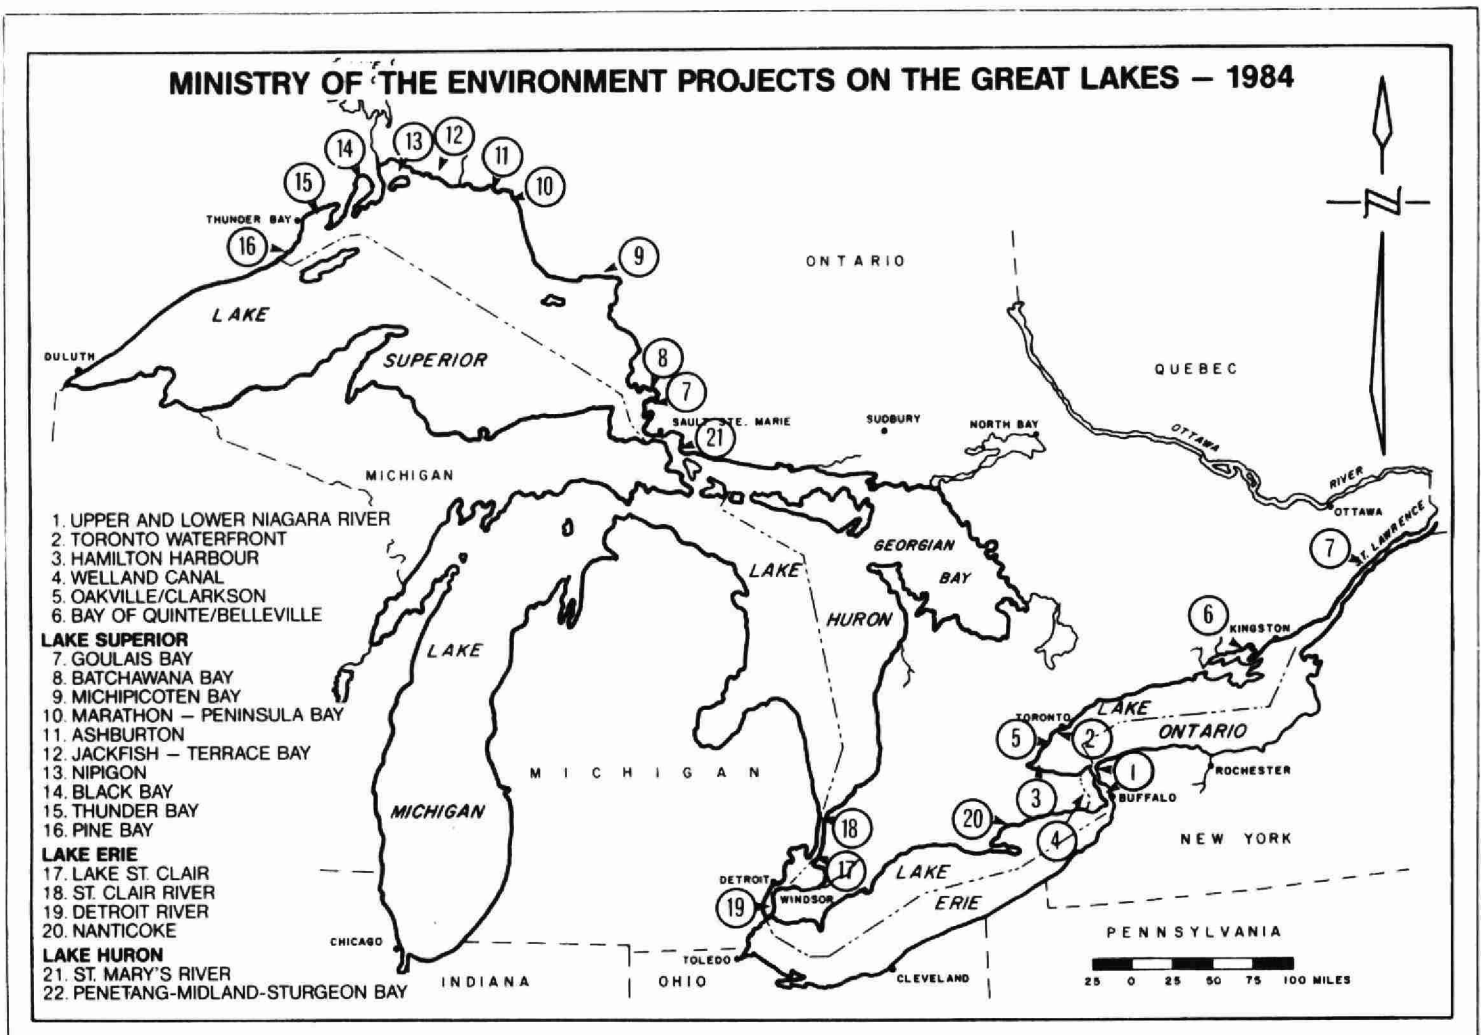 MINISTRY OF THE ENVIRONMENT PROJECTS ON THE GREAT LAKES – 1984
13
12
14
11
15
10
THUNDER BAY
16
9
ONTARIO
LAKE
SUPERIOR
DULUTH
8
QUEBEC
7
SAULT STE. MARIE
SUDBURY
NORTH BAY
21
OTTAWA
RIVER
MICHIGAN
OTTAWA
ST. LAWRENCE
7
GEORGIAN
BAY
LAKE
HURON
6
KINGSTON
LAKE
MICHIGAN
TORONTO
LAKE
ONTARIO
5
2
1
ROCHESTER
3
BUFFALO
4
20
NEW YORK
MICHIGAN
18
17
DETROIT
WINDSOR
19
LAKE
ERIE
PENNSYLVANIA
CHICAGO
TOLEDO
CLEVELAND
INDIANA
OHIO
25 0 25 50 75 100 MILES
N
1. UPPER AND LOWER NIAGARA RIVER
2. TORONTO WATERFRONT
3. HAMILTON HARBOUR
4. WELLAND CANAL
5. OAKVILLE/CLARKSON
6. BAY OF QUINTE/BELLEVILLE
LAKE SUPERIOR
7. GOULAIS BAY
8. BATCHAWANA BAY
9. MICHIPICOTEN BAY
10. MARATHON – PENINSULA BAY
11. ASHBURTON
12. JACKFISH – TERRACE BAY
13. NIPIGON
14. BLACK BAY
15. THUNDER BAY
16. PINE BAY
LAKE ERIE
17. LAKE ST. CLAIR
18. ST. CLAIR RIVER
19. DETROIT RIVER
20. NANTICOKE
LAKE HURON
21. ST. MARY'S RIVER
22. PENETANG-MIDLAND-STURGEON BAY